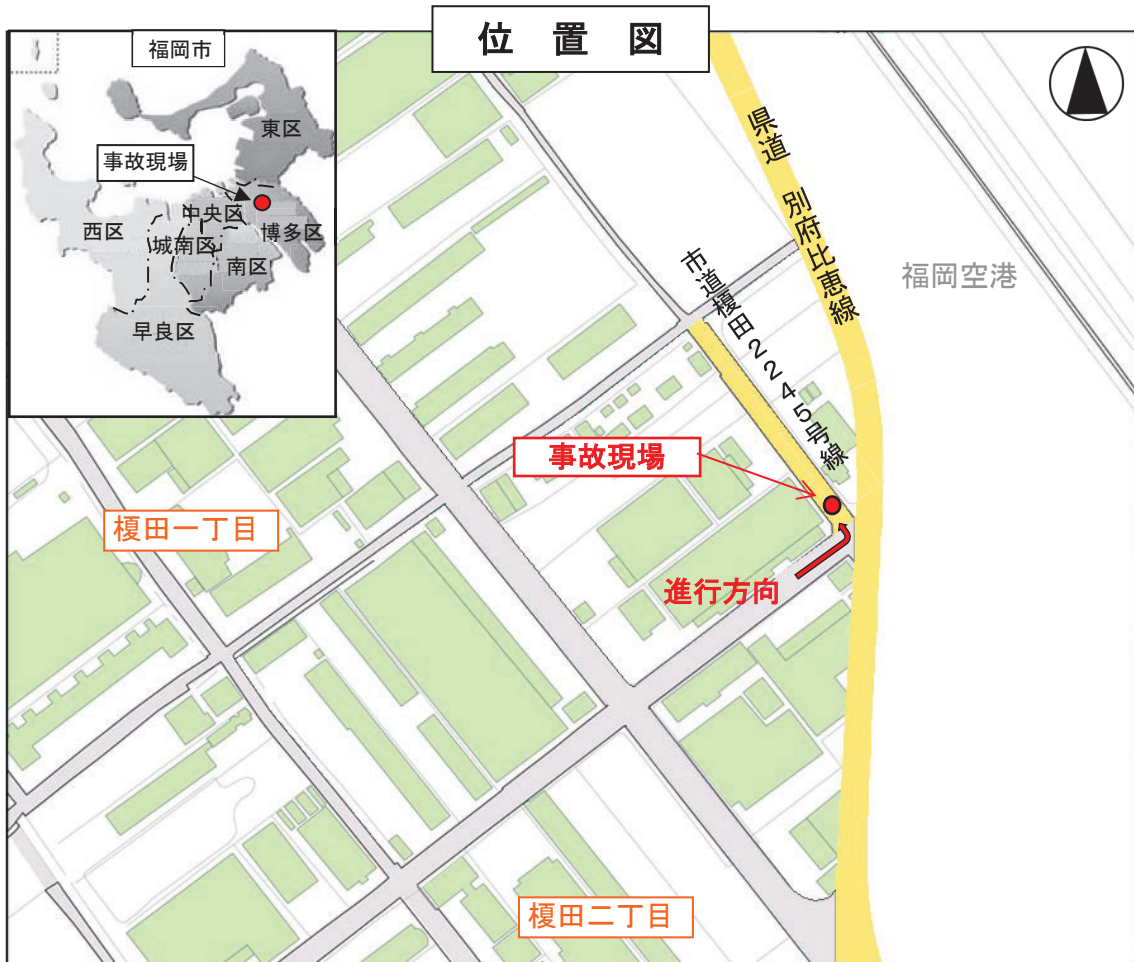 位 置 図
福岡市
東区
事故現場
中央区
西区
城南区
博多区
南区
早良区
県道 別府比恵線
福岡空港
市道榎田2245号線
事故現場
榎田一丁目
進行方向
榎田二丁目